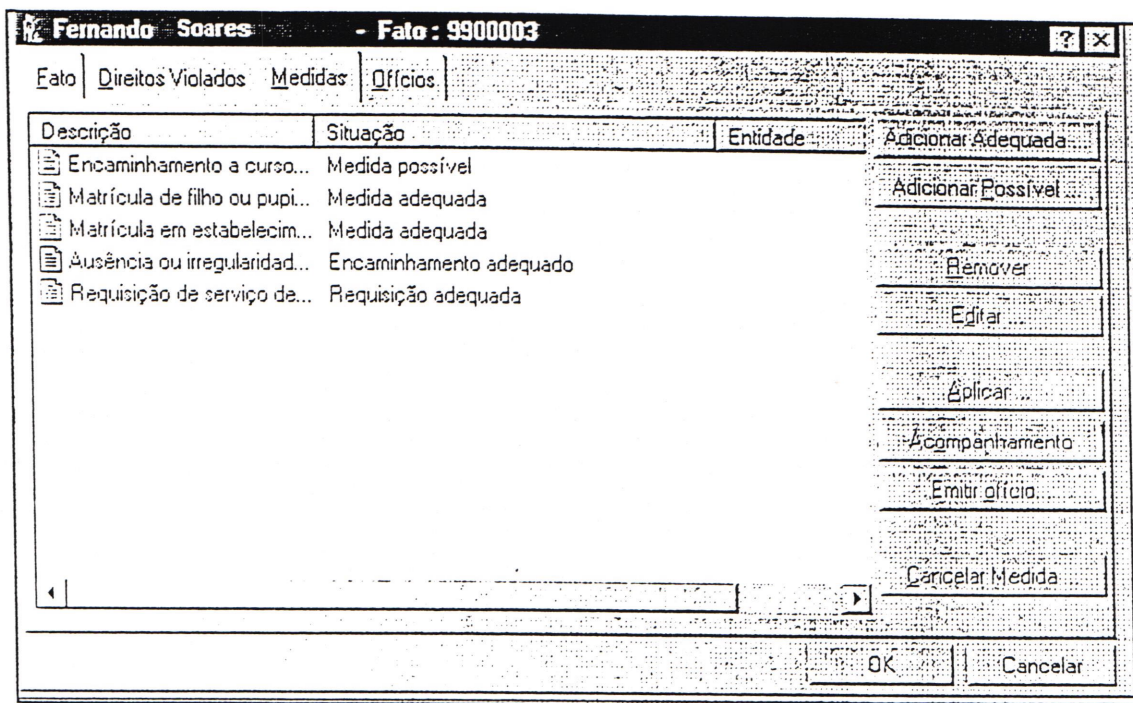 Fernando Soares - Fato : 9900003
Fato Direitos Violados Medidas Ofícios
Descrição Situação Entidade
Encaminhamento a curso... Medida possível
Matrícula de filho ou pupi... Medida adequada
Matrícula em estabelecim... Medida adequada
Ausência ou irregularidad... Encaminhamento adequado
Requisição de serviço de... Requisição adequada
Adicionar Adequada...
Adicionar Possível ...
Remover
Editar ...
Aplicar ...
Acompanhamento
Emitir ofício...
Cancelar Medida ...
OK Cancelar